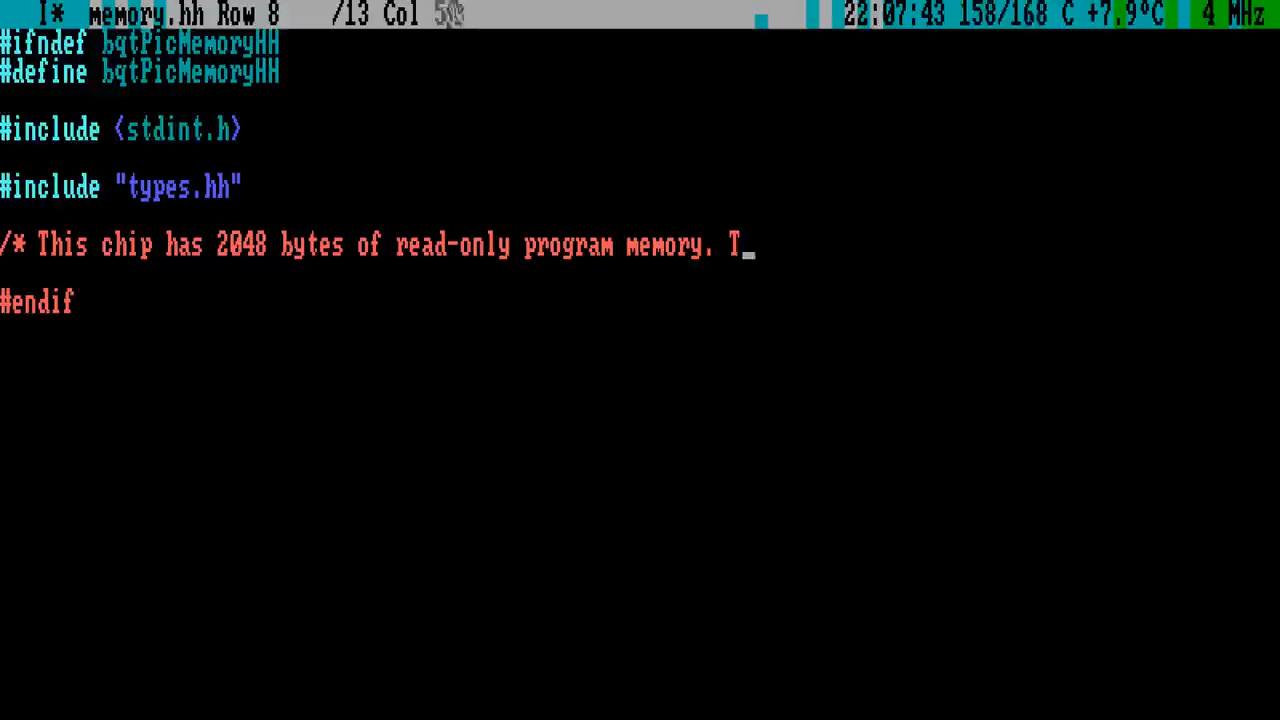 I* memory.hh Row 8 /13 Col 22:07:43 158/168 C +7.9°C 4 MHz
#ifndef bqtPicMemoryHH
#define bqtPicMemoryHH
#include <stdint.h>
#include "types.hh"
/* This chip has 2048 bytes of read-only program memory. T_
#endif